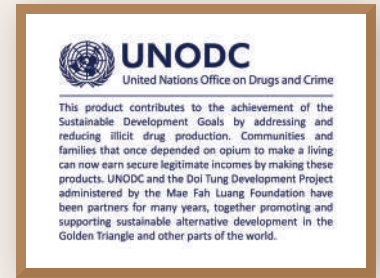 UNODC
United Nations Office on Drugs and Crime
This product contributes to the achievement of the
Sustainable Development Goals by addressing and
reducing illicit drug production. Communities and
families that once depended on opium to make a living
can now earn secure legitimate incomes by making these
products. UNODC and the Doi Tung Development Project
administered by the Mae Fah Luang Foundation have
been partners for many years, together promoting and
supporting sustainable alternative development in the
Golden Triangle and other parts of the world.